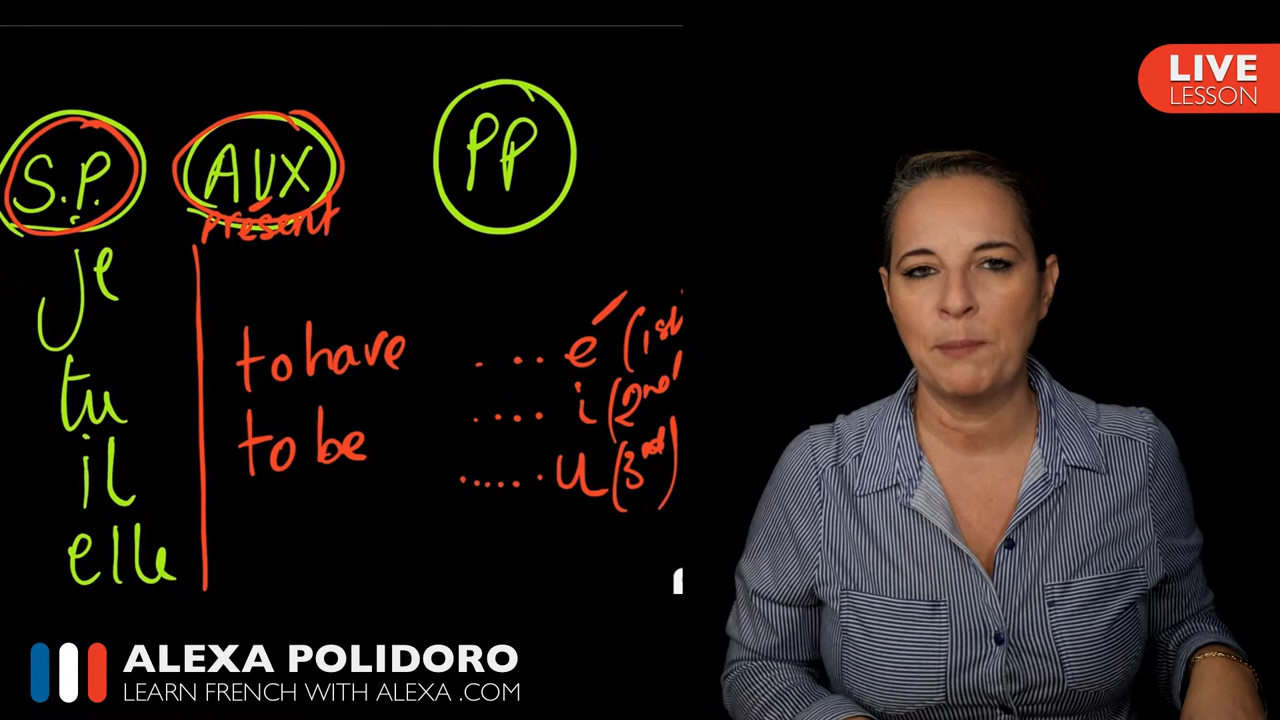 S.P. AUX PP
présent
je
to have ... é (1st
tu .... i (2nd
to be
il ..... u (3rd)
elle
LIVE
LESSON
ALEXA POLIDORO
LEARN FRENCH WITH ALEXA .COM